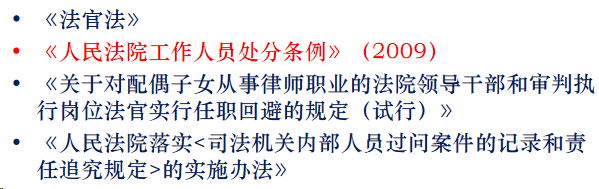 • 《法官法》
• 《人民法院工作人员处分条例》（2009）
• 《关于对配偶子女从事律师职业的法院领导干部和审判执
行岗位法官实行任职回避的规定（试行）》
• 《人民法院落实<司法机关内部人员过问案件的记录和责
任追究规定>的实施办法》